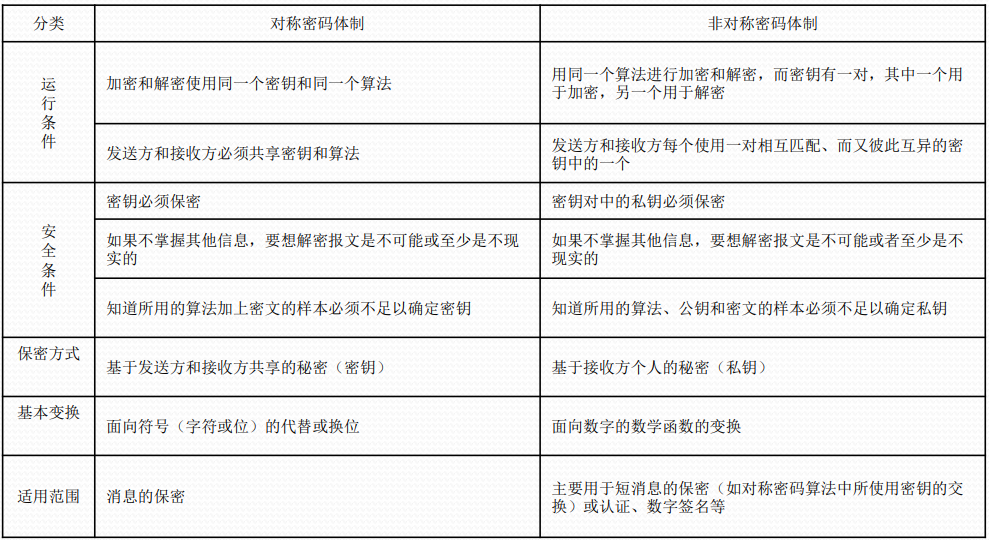 分类
对称密码体制
非对称密码体制
运
行
条
件
加密和解密使用同一个密钥和同一个算法
用同一个算法进行加密和解密，而密钥有一对，其中一个用
于加密，另一个用于解密
发送方和接收方必须共享密钥和算法
发送方和接收方每个使用一对相互匹配、而又彼此互异的密
钥中的一个
安
全
条
件
密钥必须保密
密钥对中的私钥必须保密
如果不掌握其他信息，要想解密报文是不可能或至少是不现
实的
如果不掌握其他信息，要想解密报文是不可能或者至少是不
现实的
知道所用的算法加上密文的样本必须不足以确定密钥
知道所用的算法、公钥和密文的样本必须不足以确定私钥
保密方式
基于发送方和接收方共享的秘密（密钥）
基于接收方个人的秘密（私钥）
基本变换
面向符号（字符或位）的代替或换位
面向数字的数学函数的变换
适用范围
消息的保密
主要用于短消息的保密（如对称密码算法中所使用密钥的交
换）或认证、数字签名等